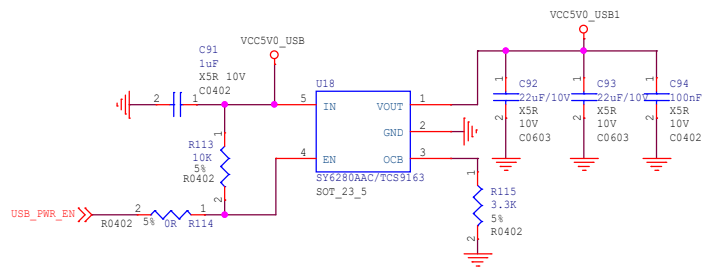 VCC5V0_USB1
VCC5V0_USB
C91
1uF
X5R 10V
C0402
2
1
U18
5
IN
VOUT
1
GND
2
4
EN
OCB
3
SY6280AAC/TCS9163
SOT_23_5
1
C92
22uF/10V
X5R
10V
C0603
2
1
C93
22uF/10V
X5R
10V
C0603
2
1
C94
100nF
X5R
10V
C0402
2
1
R113
10K
5%
R0402
2
USB_PWR_EN
2
1
R0402
5%
0R
R114
1
R115
3.3K
5%
R0402
2